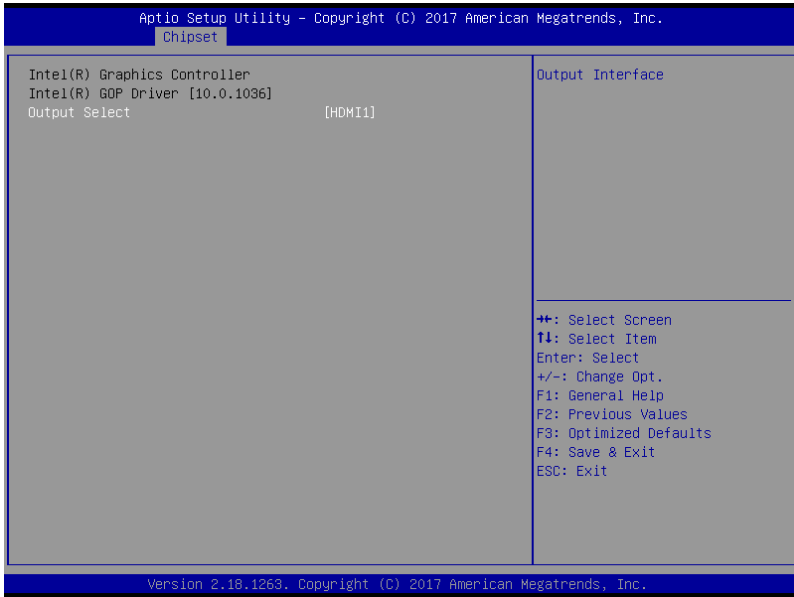 Aptio Setup Utility – Copyright (C) 2017 American Megatrends, Inc.
Chipset
Intel(R) Graphics Controller
Intel(R) GOP Driver [10.0.1036]
Output Select [HDMI1]
Output Interface
→←: Select Screen
↑↓: Select Item
Enter: Select
+/-: Change Opt.
F1: General Help
F2: Previous Values
F3: Optimized Defaults
F4: Save & Exit
ESC: Exit
Version 2.18.1263. Copyright (C) 2017 American Megatrends, Inc.